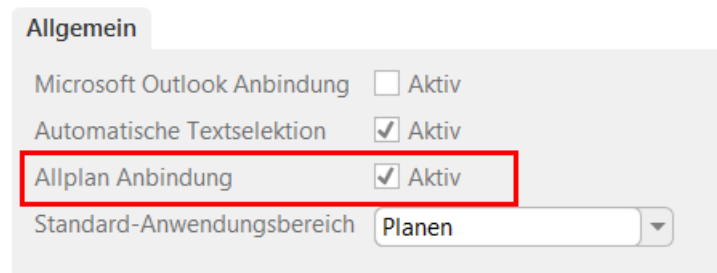 Allgemein
Microsoft Outlook Anbindung Aktiv
Automatische Textselektion Aktiv
Allplan Anbindung Aktiv
Standard-Anwendungsbereich Planen